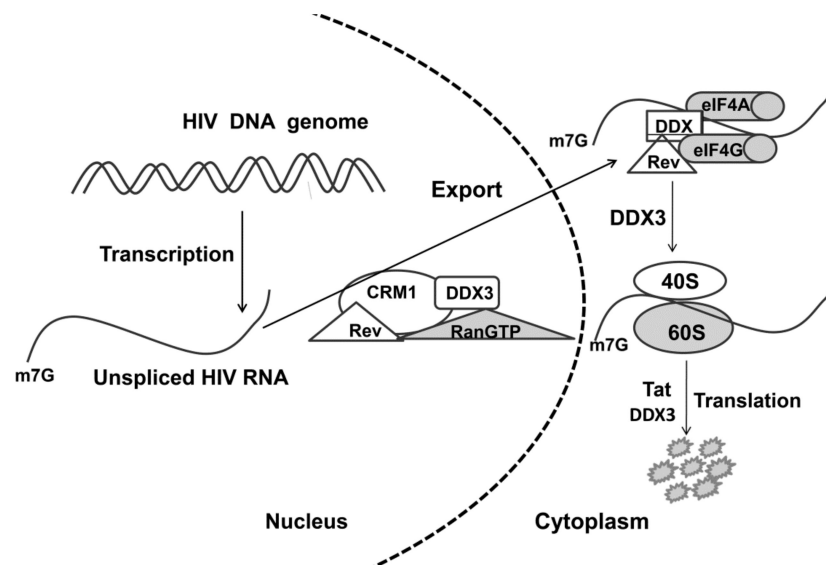 HIV DNA genome
Transcription
m7G
Unspliced HIV RNA
Export
CRM1
DDX3
Rev
RanGTP
Nucleus
m7G
eIF4A
DDX
eIF4G
Rev
DDX3
40S
60S
m7G
Tat
DDX3
Translation
Cytoplasm